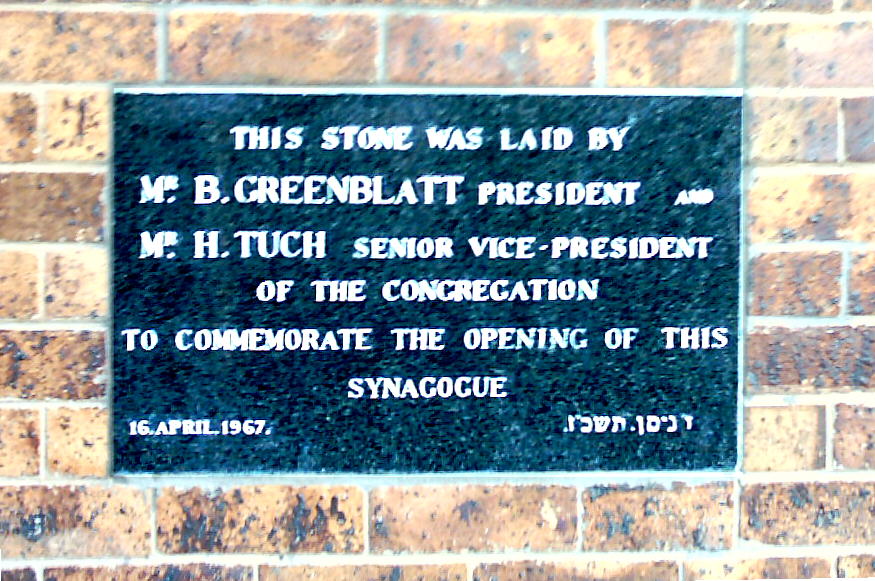 THIS STONE WAS LAID BY
MR. B. GREENBLATT PRESIDENT AND
MR. H. TUCH SENIOR VICE-PRESIDENT
OF THE CONGREGATION
TO COMMEMORATE THE OPENING OF THIS
SYNAGOGUE
16. APRIL. 1967. ו' ניסן. תשכ"ז.